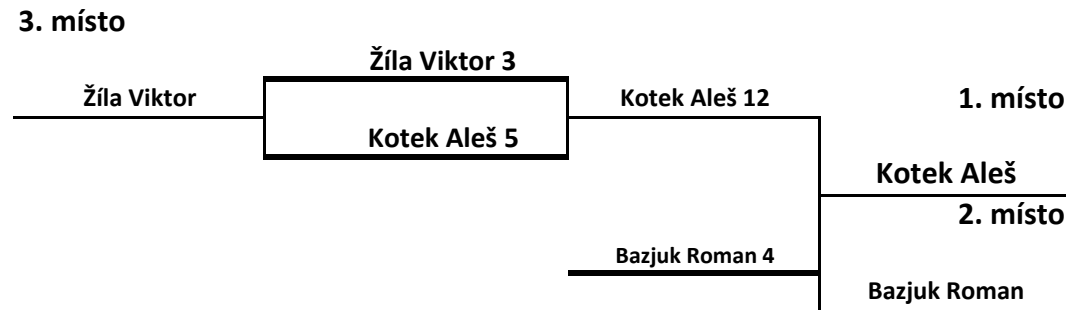 3. místo
Žíla Viktor 3
Žíla Viktor
Kotek Aleš 12
1. místo
Kotek Aleš 5
Kotek Aleš
2. místo
Bazjuk Roman 4
Bazjuk Roman